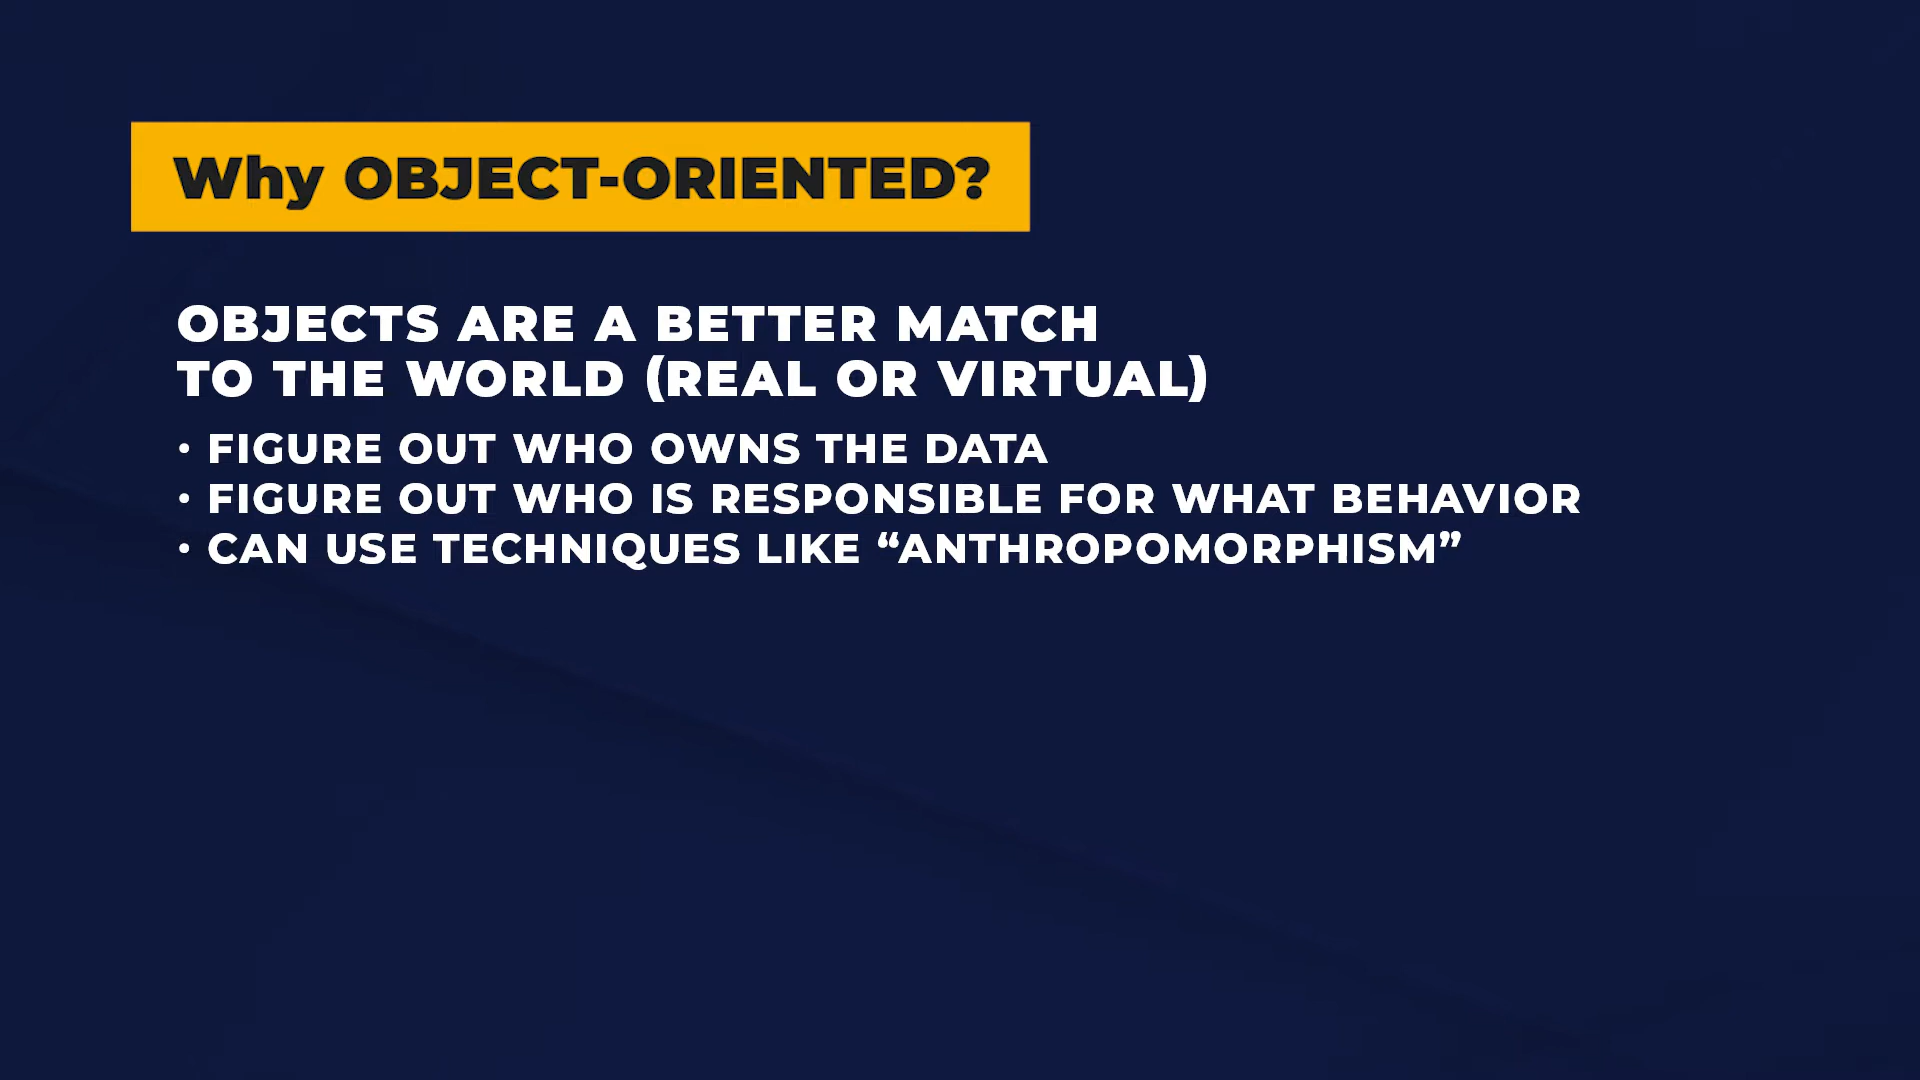 Why OBJECT-ORIENTED?
OBJECTS ARE A BETTER MATCH
TO THE WORLD (REAL OR VIRTUAL)
• FIGURE OUT WHO OWNS THE DATA
• FIGURE OUT WHO IS RESPONSIBLE FOR WHAT BEHAVIOR
• CAN USE TECHNIQUES LIKE “ANTHROPOMORPHISM”